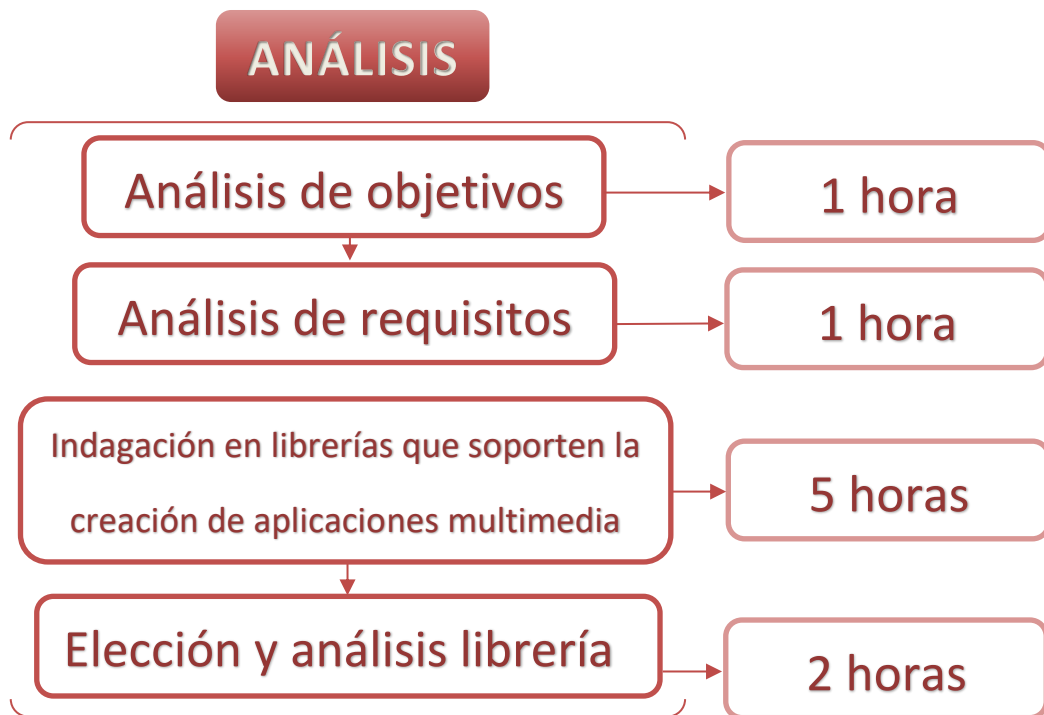 ANÁLISIS
Análisis de objetivos
1 hora
Análisis de requisitos
1 hora
Indagación en librerías que soporten la
creación de aplicaciones multimedia
5 horas
Elección y análisis librería
2 horas